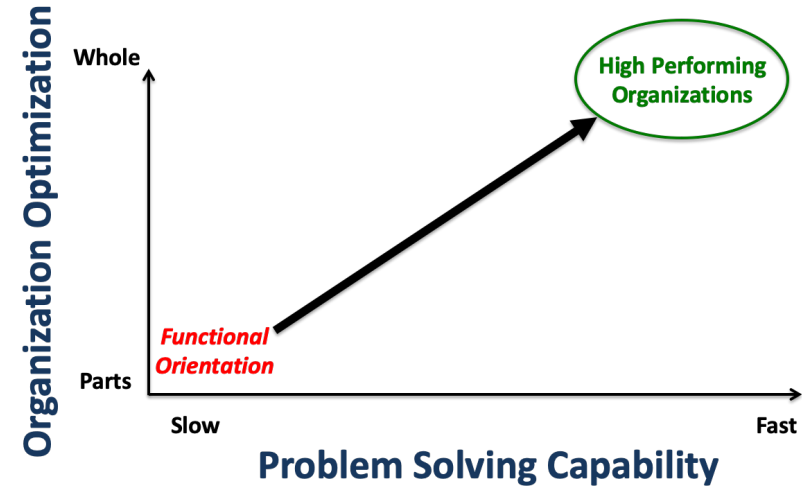 Organization Optimization
Whole
High Performing
Organizations
Functional
Orientation
Parts
Slow
Fast
Problem Solving Capability